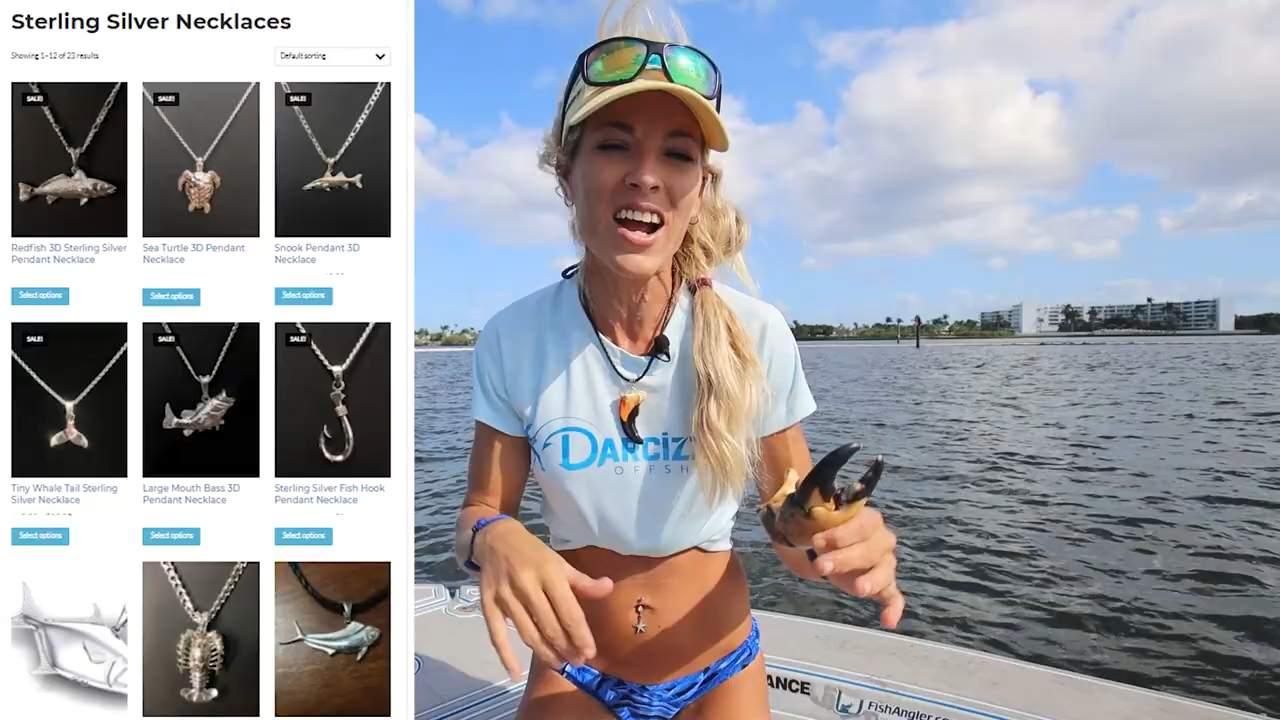 Sterling Silver Necklaces
Showing 1–12 of 23 results
Default sorting
SALE!
SALE!
SALE!
Redfish 3D Sterling Silver
Pendant Necklace
Sea Turtle 3D Pendant
Necklace
Snook Pendant 3D
Necklace
Select options
Select options
Select options
SALE!
SALE!
SALE!
Tiny Whale Tail Sterling
Silver Necklace
Large Mouth Bass 3D
Pendant Necklace
Sterling Silver Fish Hook
Pendant Necklace
Select options
Select options
Select options
DARCIZ
OFFSH
ANCE
FishAngler.co